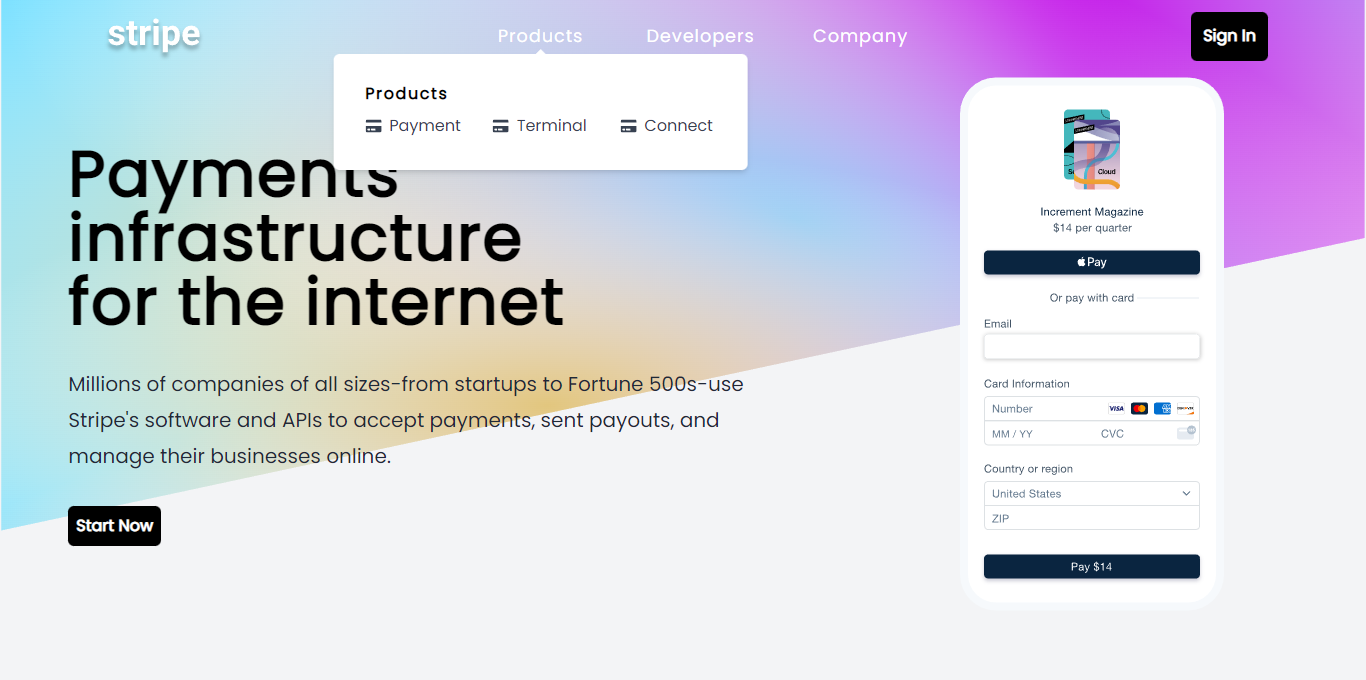 stripe
Products
Developers
Company
Sign In
Products
Payment
Terminal
Connect
Payments
infrastructure
for the internet
Millions of companies of all sizes-from startups to Fortune 500s-use
Stripe's software and APIs to accept payments, sent payouts, and
manage their businesses online.
Start Now
Cloud
Increment Magazine
$14 per quarter
Pay
Or pay with card
Email
Card Information
Number
VISA
MM / YY
CVC
Country or region
United States
ZIP
Pay $14